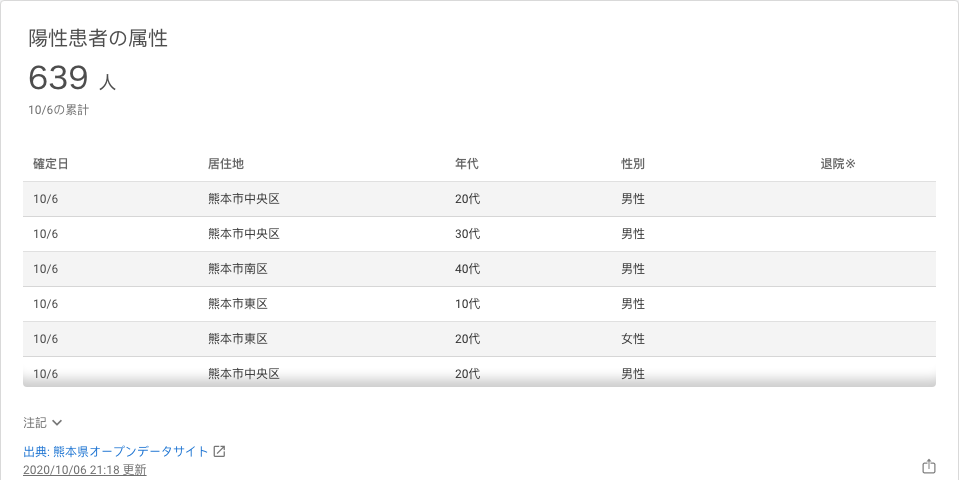 陽性患者の属性
639 人
10/6の累計
確定日 居住地 年代 性別 退院※
10/6 熊本市中央区 20代 男性
10/6 熊本市中央区 30代 男性
10/6 熊本市南区 40代 男性
10/6 熊本市東区 10代 男性
10/6 熊本市東区 20代 女性
10/6 熊本市中央区 20代 男性
注記
出典: 熊本県オープンデータサイト
2020/10/06 21:18 更新